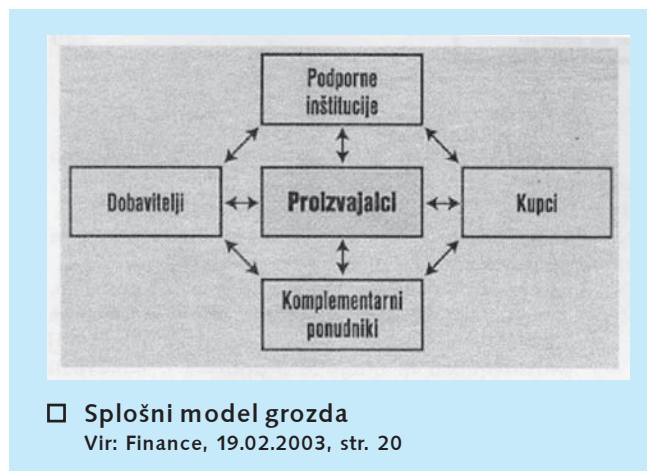 Podporne
inštitucije
Dobavitelji
Proizvajalci
Kupci
Komplementarni
ponudniki
Splošni model grozda
Vir: Finance, 19.02.2003, str. 20